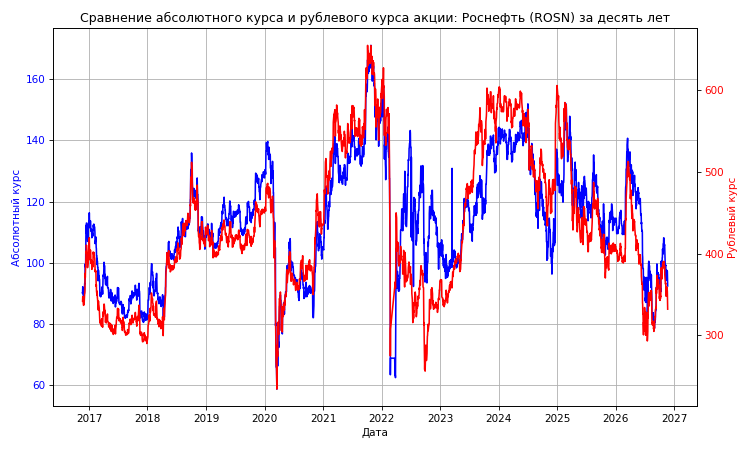 Сравнение абсолютного курса и рублевого курса акции: Роснефть (ROSN) за десять лет
Абсолютный курс
160
140
120
100
80
60
600
500
400
300
Рублевый курс
2017 2018 2019 2020 2021 2022 2023 2024 2025 2026 2027
Дата